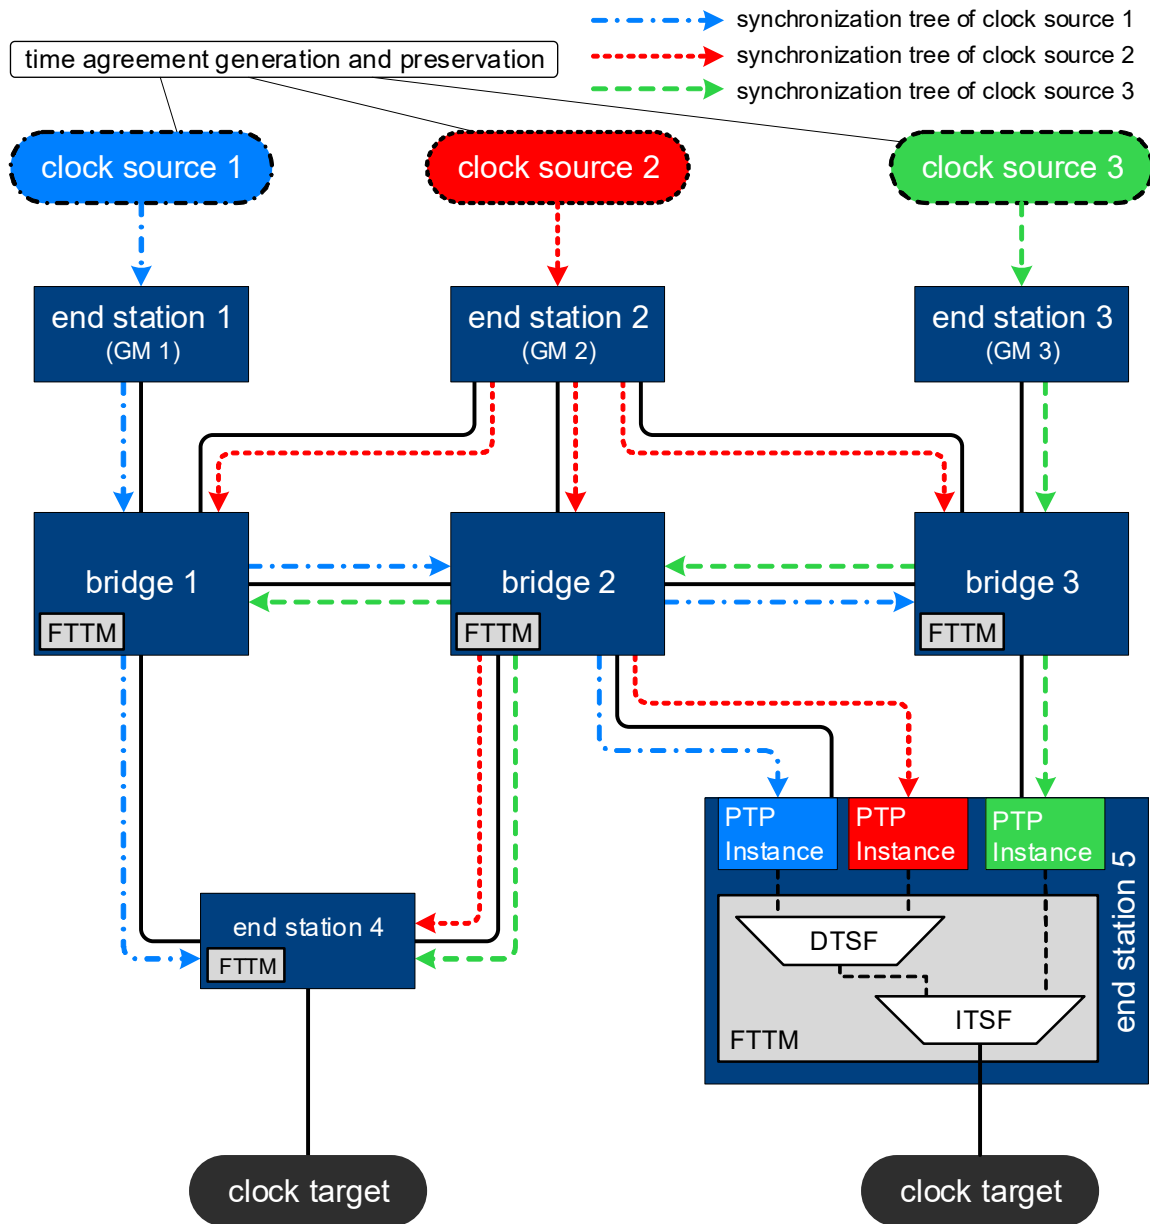 synchronization tree of clock source 1
time agreement generation and preservation
synchronization tree of clock source 2
synchronization tree of clock source 3
clock source 1
clock source 2
clock source 3
end station 1
(GM 1)
end station 2
(GM 2)
end station 3
(GM 3)
bridge 1
FTTM
bridge 2
FTTM
bridge 3
FTTM
end station 4
FTTM
PTP
Instance
PTP
Instance
PTP
Instance
end station 5
DTSF
ITSF
FTTM
clock target
clock target